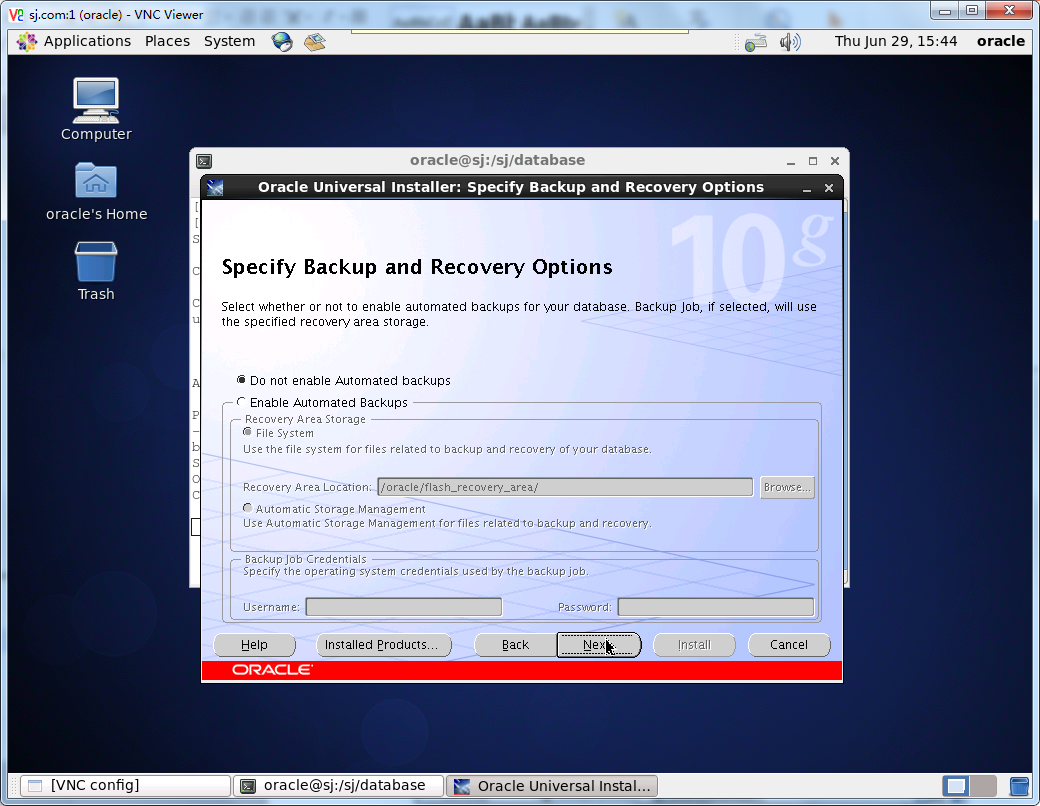 sj.com:1 (oracle) - VNC Viewer
Applications Places System Thu Jun 29, 15:44 oracle
Computer
oracle's Home
Trash
oracle@sj:/sj/database
Oracle Universal Installer: Specify Backup and Recovery Options
10g
Specify Backup and Recovery Options
Select whether or not to enable automated backups for your database. Backup Job, if selected, will use
the specified recovery area storage.
Do not enable Automated backups
Enable Automated Backups
Recovery Area Storage
File System
Use the file system for files related to backup and recovery of your database.
Recovery Area Location: /oracle/flash_recovery_area/ Browse...
Automatic Storage Management
Use Automatic Storage Management for files related to backup and recovery.
Backup Job Credentials
Specify the operating system credentials used by the backup job.
Username: Password:
Help Installed Products... Back Next Install Cancel
ORACLE
[VNC config] oracle@sj:/sj/database Oracle Universal Instal...